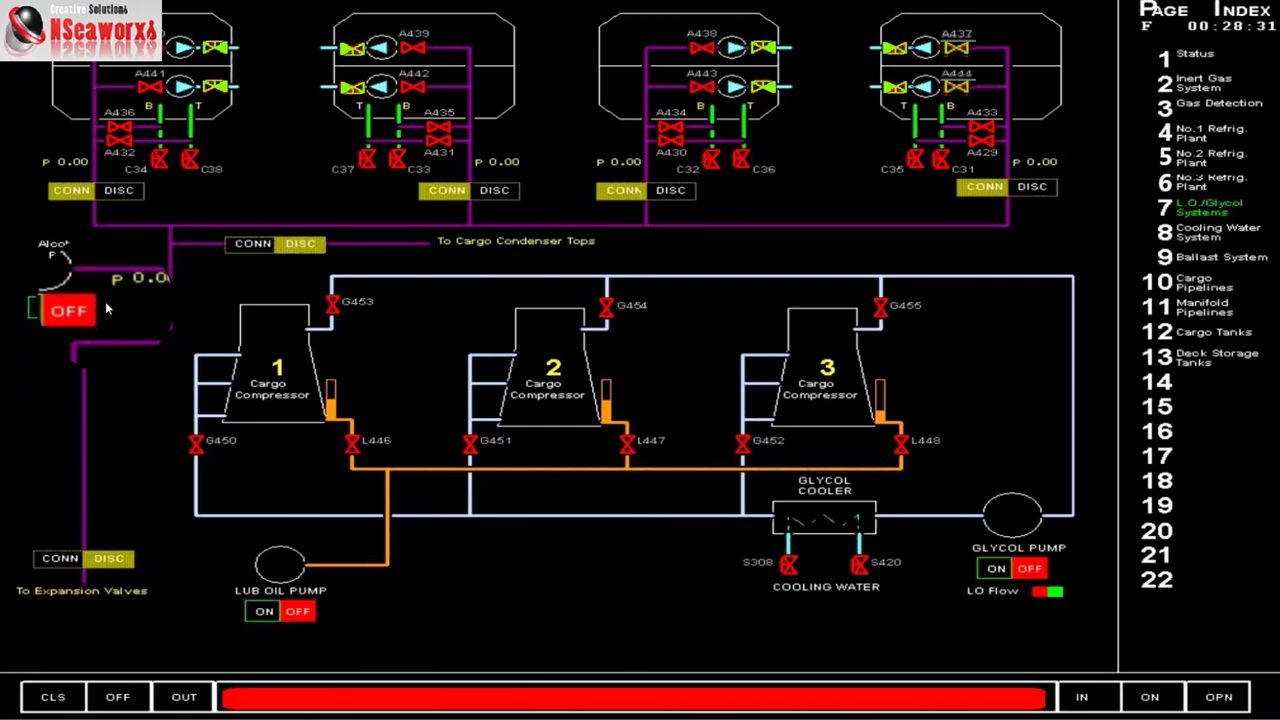 Creative Solutions
NSeaworx
A439
A438
A437
A441
A442
A443
A444
B T
T B
B T
T B
A436
A435
A434
A433
A432
A431
A430
A429
P 0.00
C34
C38
C37
C33
P 0.00
P 0.00
C32
C36
C35
C31
P 0.00
CONN DISC
CONN DISC
CONN DISC
CONN DISC
CONN DISC
To Cargo Condenser Tops
P 0.0
OFF
G453
G454
G455
1
Cargo
Compressor
2
Cargo
Compressor
3
Cargo
Compressor
G450
L446
G451
L447
G452
L448
GLYCOL
COOLER
S308
S420
COOLING WATER
GLYCOL PUMP
ON OFF
LO Flow
CONN DISC
To Expansion Valves
LUB OIL PUMP
ON OFF
PAGE INDEX
F 00:28:31
1 Status
2 Inert Gas
System
3 Gas Detection
4 No.1 Refrig.
Plant
5 No.2 Refrig.
Plant
6 No.3 Refrig.
Plant
7 L.O./Glycol
Systems
8 Cooling Water
System
9 Ballast System
10 Cargo
Pipelines
11 Manifold
Pipelines
12 Cargo Tanks
13 Deck Storage
Tanks
14
15
16
17
18
19
20
21
22
CLS OFF OUT IN ON OPN